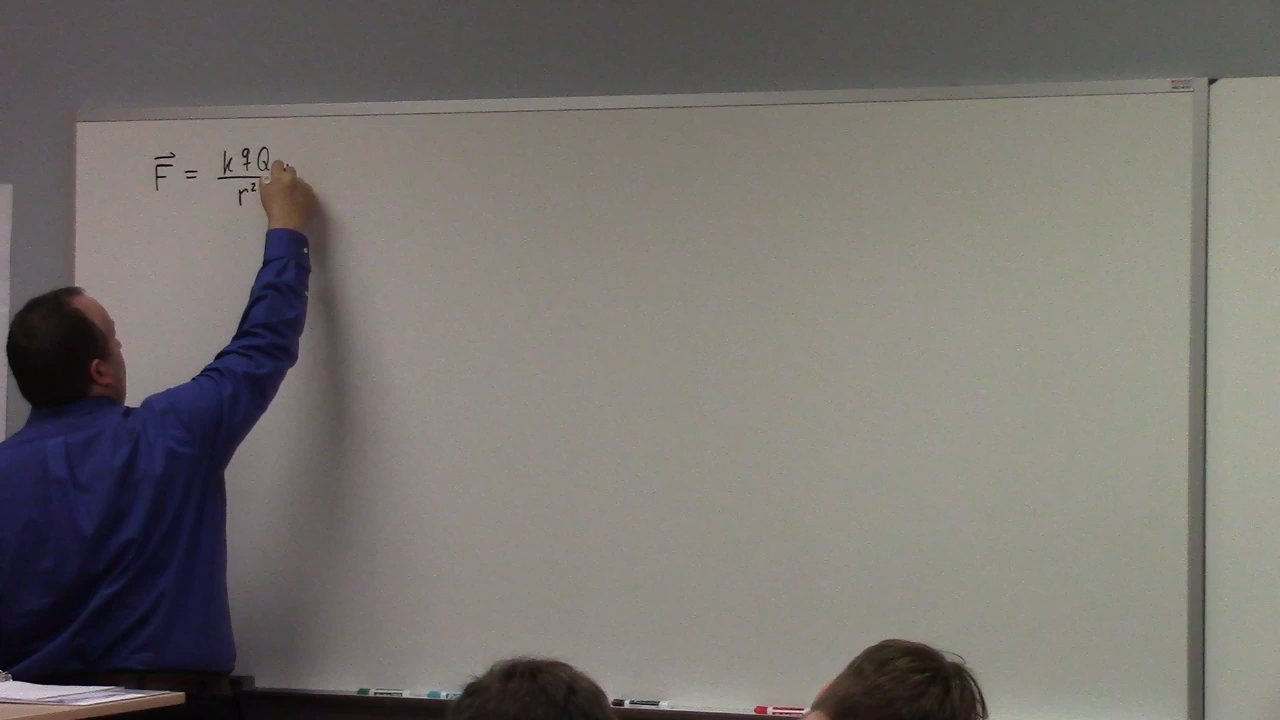 F⃗ = kqQ / r²